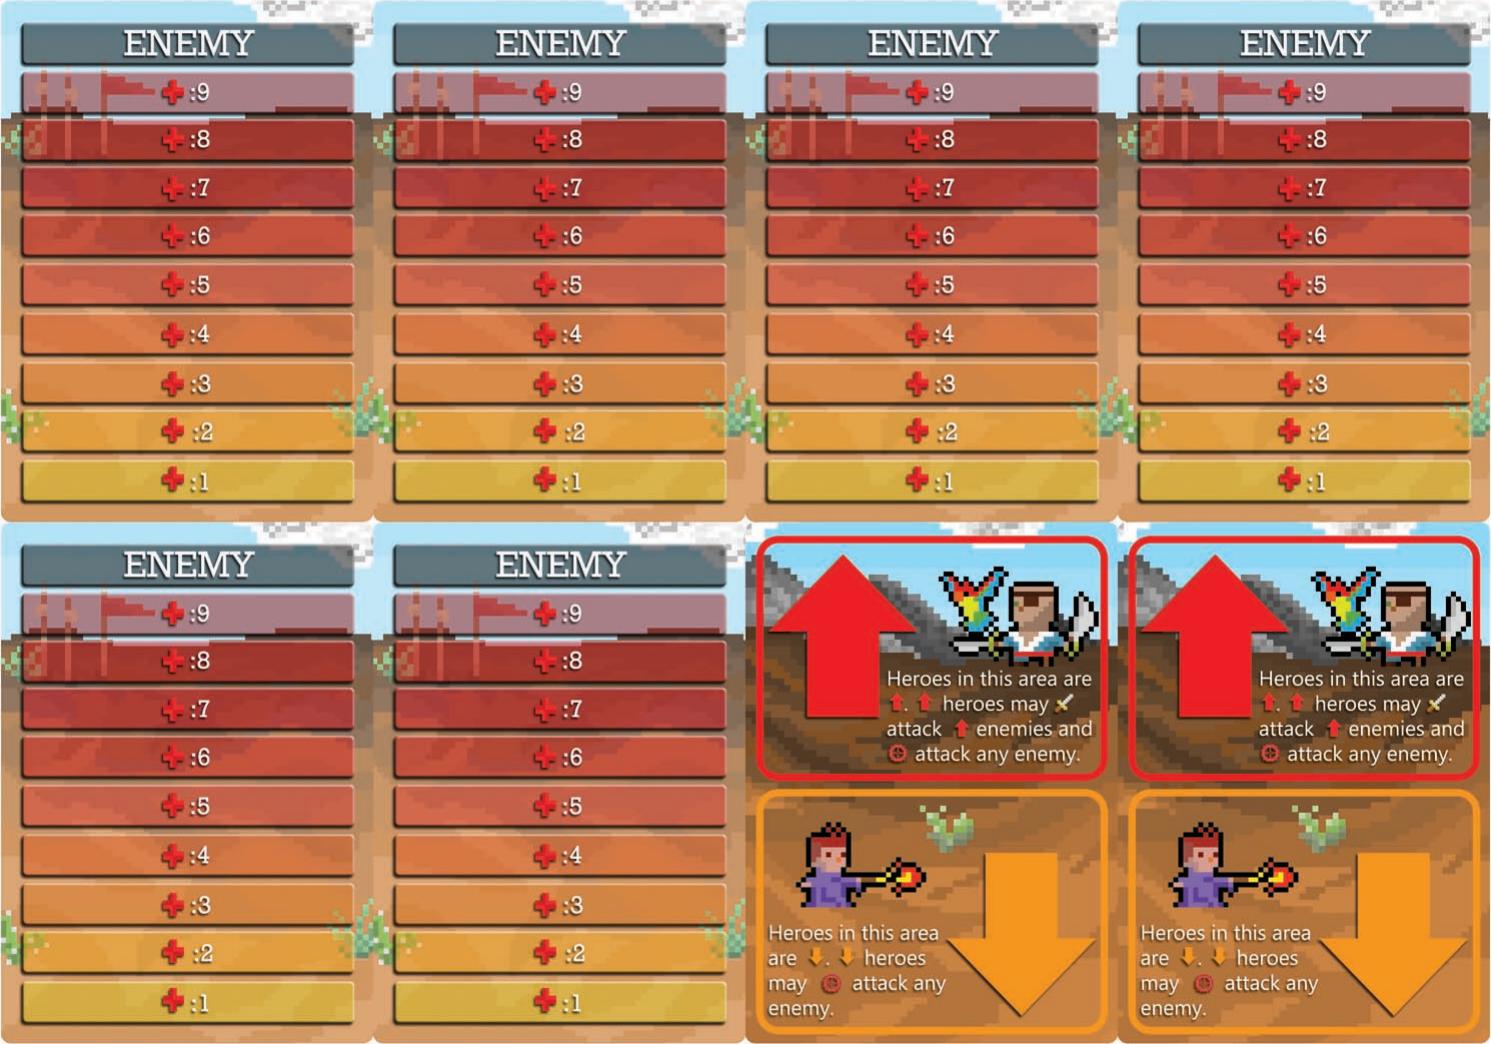 ENEMY
:9
:8
:7
:6
:5
:4
:3
:2
:1
ENEMY
:9
:8
:7
:6
:5
:4
:3
:2
:1
ENEMY
:9
:8
:7
:6
:5
:4
:3
:2
:1
ENEMY
:9
:8
:7
:6
:5
:4
:3
:2
:1
ENEMY
:9
:8
:7
:6
:5
:4
:3
:2
:1
ENEMY
:9
:8
:7
:6
:5
:4
:3
:2
:1
Heroes in this area are
. heroes may
attack enemies and
attack any enemy.
Heroes in this area
are . heroes
may attack any
enemy.
Heroes in this area are
. heroes may
attack enemies and
attack any enemy.
Heroes in this area
are . heroes
may attack any
enemy.